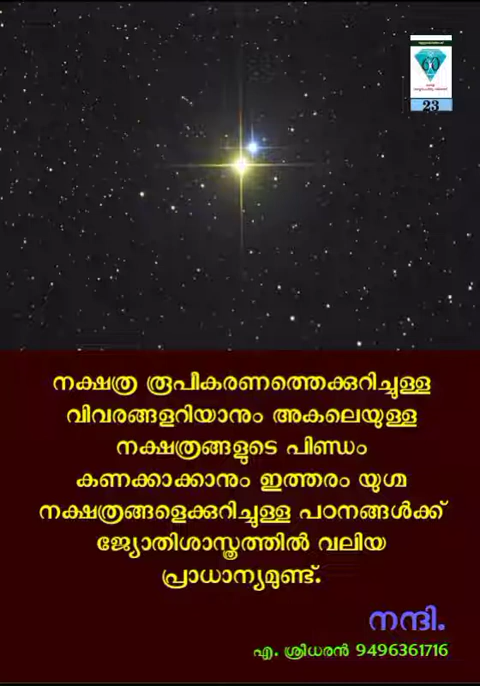 60
23
നക്ഷത്ര രൂപീകരണത്തെക്കുറിച്ചുള്ള
വിവരങ്ങളറിയാനും അകലെയുള്ള
നക്ഷത്രങ്ങളുടെ പിണ്ഡം
കണക്കാക്കാനും ഇത്തരം യുഗ്മ
നക്ഷത്രങ്ങളെക്കുറിച്ചുള്ള പഠനങ്ങൾക്ക്
ജ്യോതിശാസ്ത്രത്തിൽ വലിയ
പ്രാധാന്യമുണ്ട്.
നന്ദി.
എ. ശ്രീധരൻ 9496361716